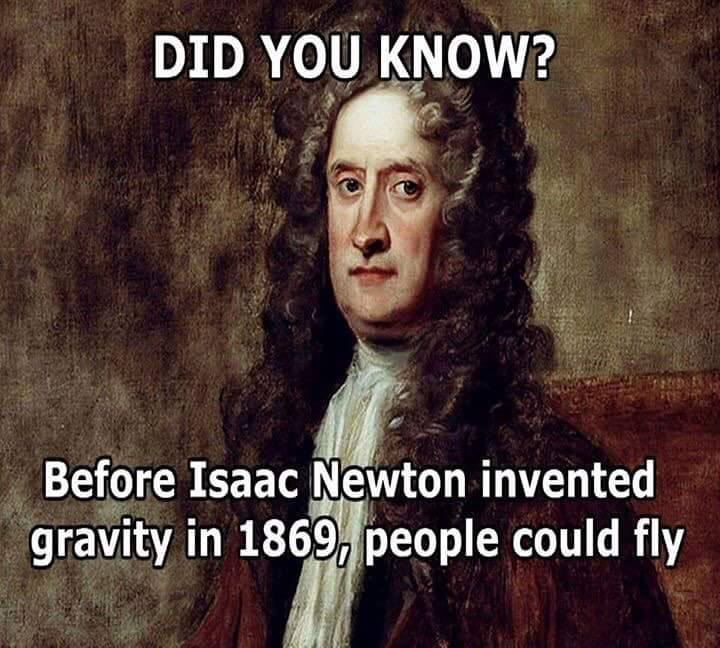 DID YOU KNOW?
Before Isaac Newton invented
gravity in 1869, people could fly